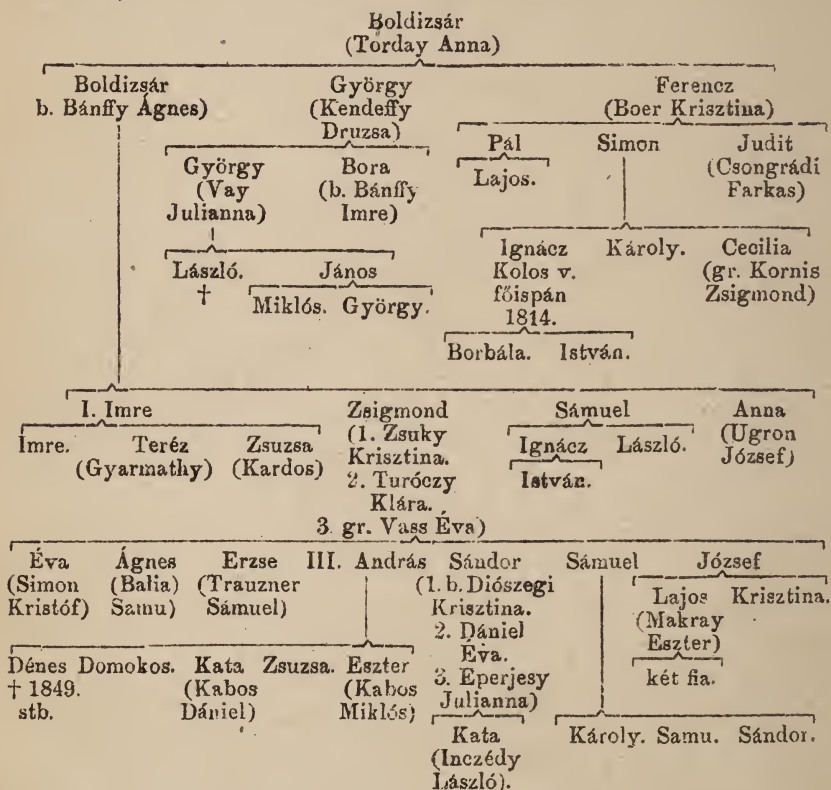 Boldizsár
(Torday Anna)
Boldizsár György Ferencz
b. Bánffy Ágnes) (Kendeffy (Boer Krisztina)
Druzsa)
Pál Simon Judit
Lajos. (Csongrádi
Farkas)
György Bora
(Vay (b. Bánffy
Julianna) Imre)
László. János
† Miklós. György.
Ignácz Károly. Cecilia
Kolos v. (gr. Kornis
főispán Zsigmond)
1814.
Borbála. István.
I. Imre Zsigmond Sámuel Anna
Imre. Teréz Zsuzsa (1. Zsuky Ignácz László. (Ugron
(Gyarmathy) (Kardos) Krisztina. István. József)
2. Turóczy
Klára.
3. gr. Vass Éva)
Éva Ágnes Erzse III. András Sándor Sámuel József
(Simon (Balia) (Trauzner (1. b. Diószegi Lajos Krisztina.
Kristóf) Samu) Sámuel) Krisztina. (Makray
2. Dániel Eszter)
Éva. két fia.
3. Eperjesy
Julianna)
Dénes Domokos. Kata Zsuzsa. Eszter
† 1849. (Kabos (Kabos
stb. Dániel) Miklós)
Kata Károly. Samu. Sándor.
(Inczédy
László).